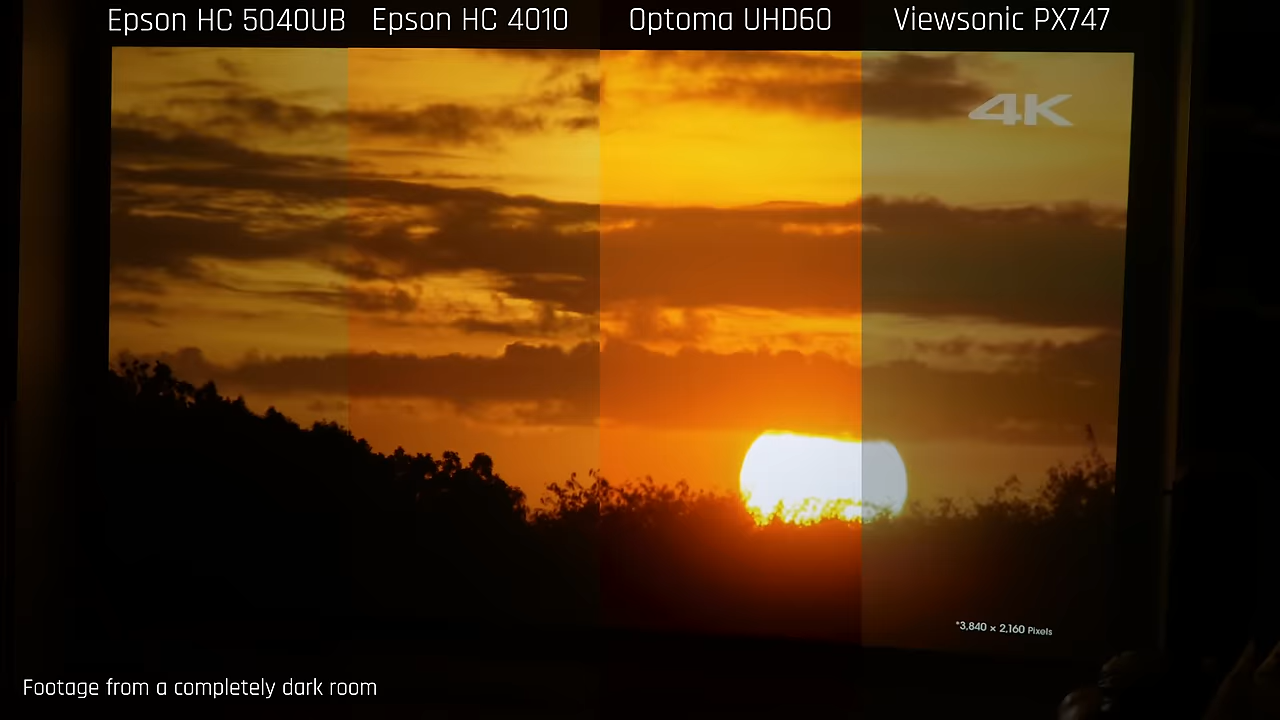 Epson HC 5040UB Epson HC 4010 Optoma UHD60 Viewsonic PX747
4K
*3,840 × 2,160 Pixels
Footage from a completely dark room